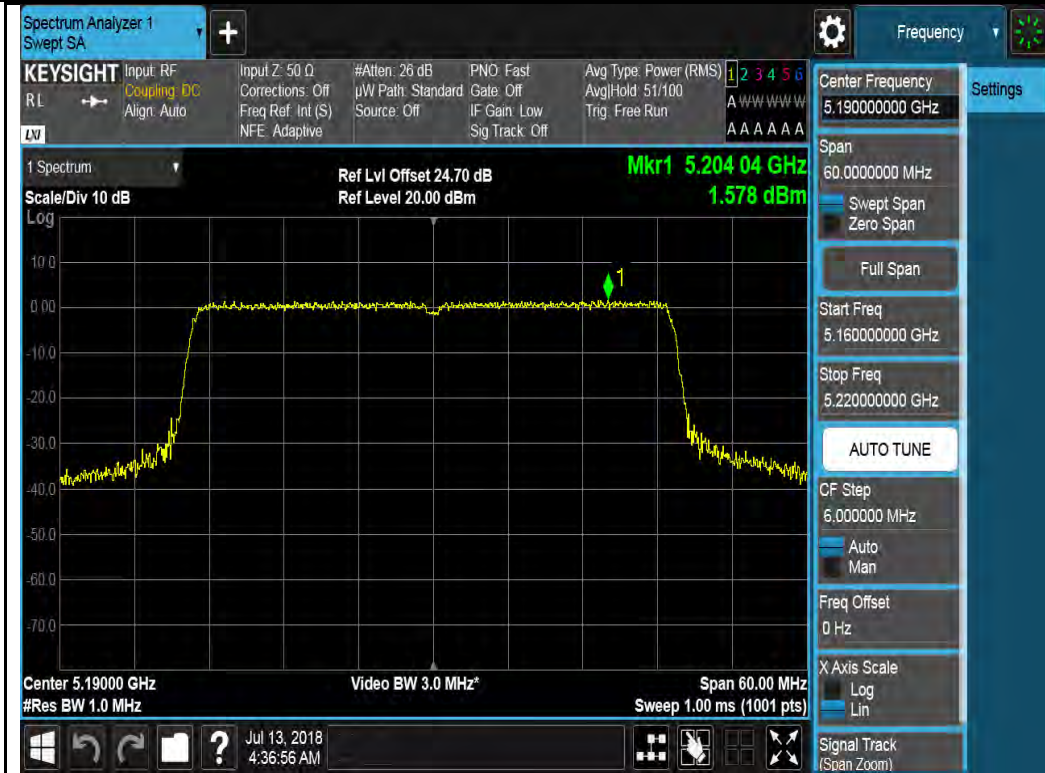 Spectrum Analyzer 1
Swept SA
+
Frequency
KEYSIGHT
RL
LXI
Input: RF
Coupling: DC
Align: Auto
Input Z: 50 Ω
Corrections: Off
Freq Ref: Int (S)
NFE: Adaptive
#Atten: 26 dB
µW Path: Standard
Source: Off
PNO: Fast
Gate: Off
IF Gain: Low
Sig Track: Off
Avg Type: Power (RMS)
Avg|Hold: 51/100
Trig: Free Run
1 2 3 4 5 6
A W W W W W
A A A A A A
1 Spectrum
Scale/Div 10 dB
Ref Lvl Offset 24.70 dB
Ref Level 20.00 dBm
Mkr1 5.204 04 GHz
1.578 dBm
Log
10.0
0.00
-10.0
-20.0
-30.0
-40.0
-50.0
-60.0
-70.0
1
Center 5.19000 GHz
#Res BW 1.0 MHz
Video BW 3.0 MHz*
Span 60.00 MHz
Sweep 1.00 ms (1001 pts)
?
Jul 13, 2018
4:36:56 AM
Center Frequency
5.190000000 GHz
Settings
Span
60.0000000 MHz
Swept Span
Zero Span
Full Span
Start Freq
5.160000000 GHz
Stop Freq
5.220000000 GHz
AUTO TUNE
CF Step
6.000000 MHz
Auto
Man
Freq Offset
0 Hz
X Axis Scale
Log
Lin
Signal Track
(Span Zoom)